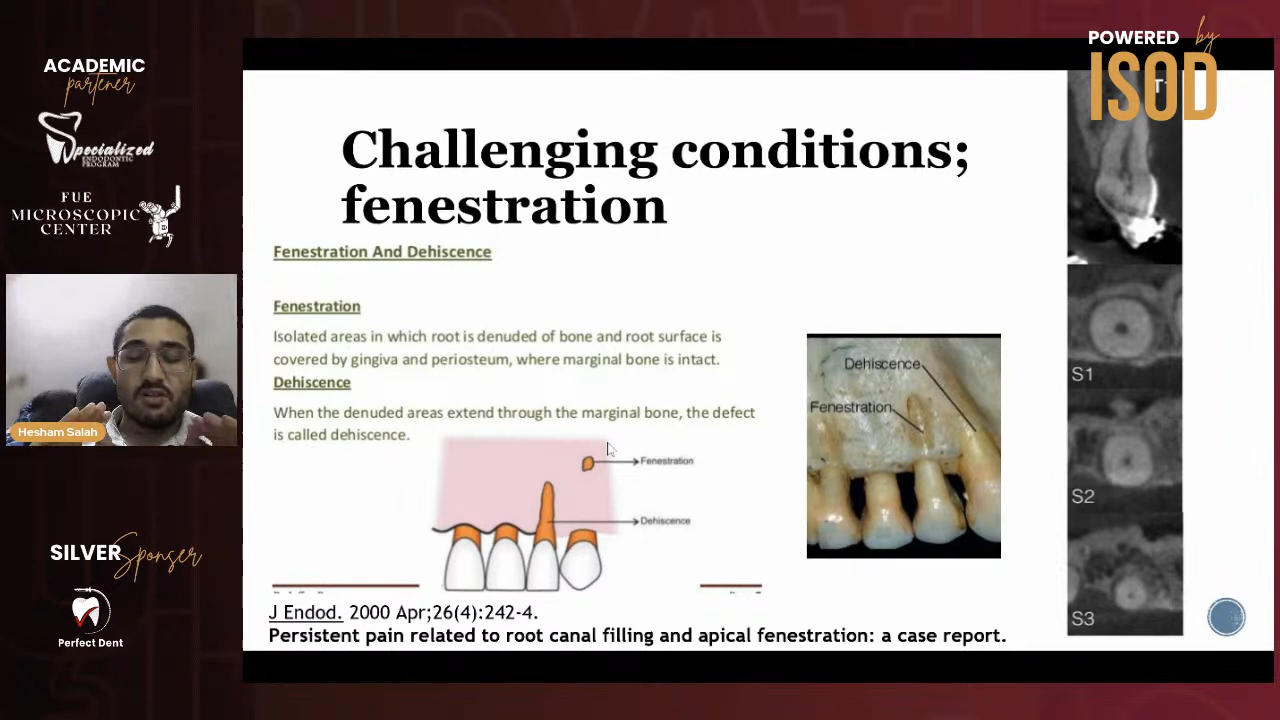 ACADEMIC
partener
Specialized
ENDODONTIC
PROGRAM
FUE
MICROSCOPIC
CENTER
Hesham Salah
SILVER Sponser
Perfect Dent
POWERED by
ISOD
Challenging conditions;
fenestration
Fenestration And Dehiscence
Fenestration
Isolated areas in which root is denuded of bone and root surface is
covered by gingiva and periosteum, where marginal bone is intact.
Dehiscence
When the denuded areas extend through the marginal bone, the defect
is called dehiscence.
Fenestration
Dehiscence
Dehiscence
Fenestration
S1
S2
S3
J Endod. 2000 Apr;26(4):242-4.
Persistent pain related to root canal filling and apical fenestration: a case report.